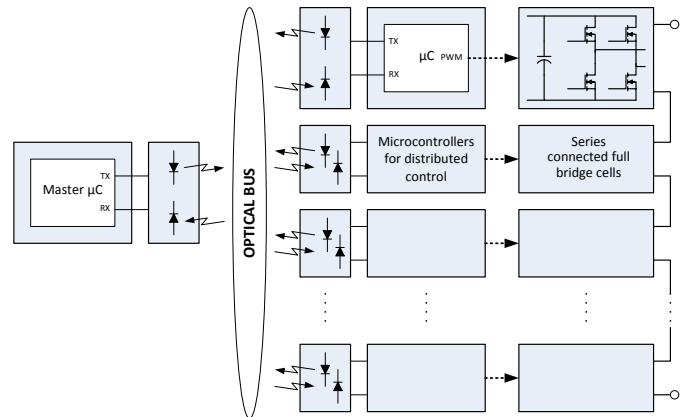 TX
µC
PWM
RX
Microcontrollers
for distributed
control
Series
connected full
bridge cells
TX
Master µC
RX
OPTICAL BUS